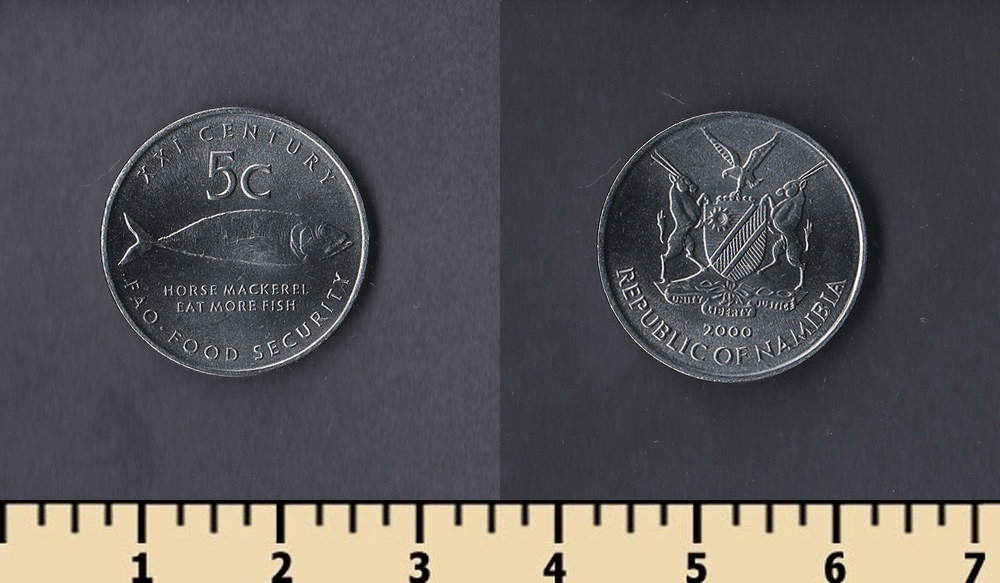 XXI CENTURY
5c
HORSE MACKEREL
EAT MORE FISH
FAO · FOOD SECURITY
UNITY LIBERTY JUSTICE
2000
REPUBLIC OF NAMIBIA
1 2 3 4 5 6 7